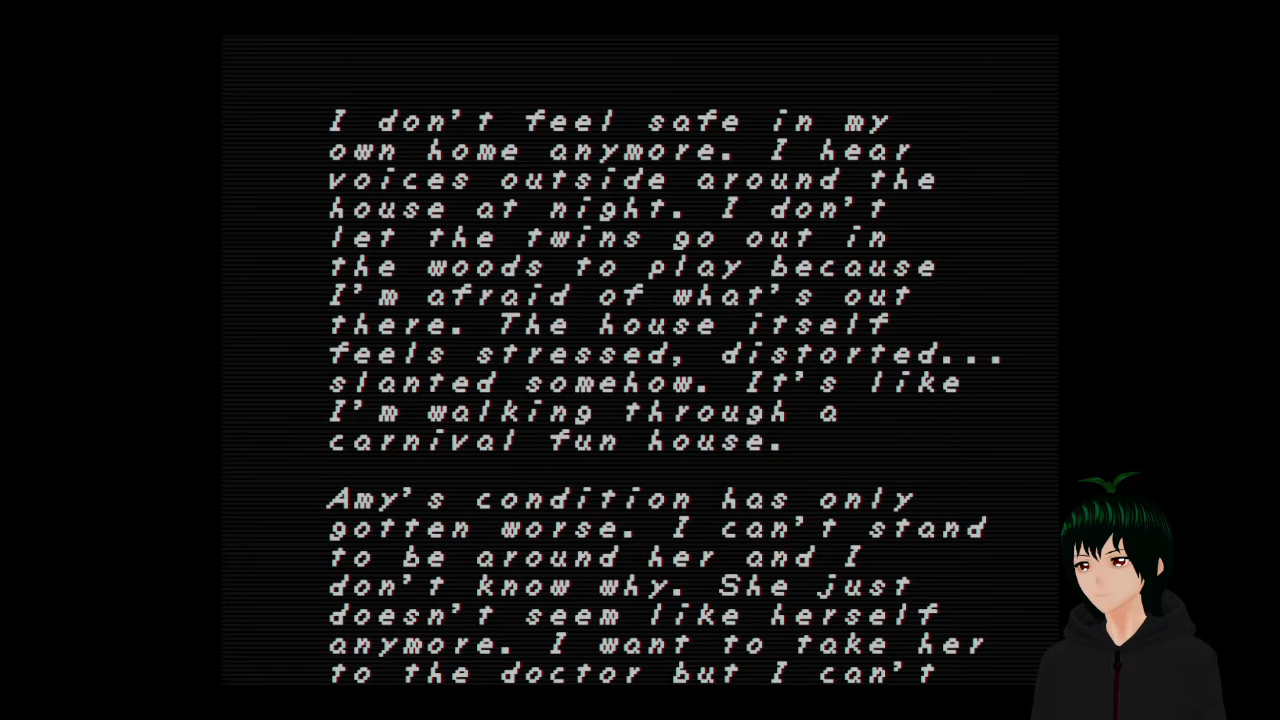 I don't feel safe in my
own home anymore. I hear
voices outside around the
house at night. I don't
let the twins go out in
the woods to play because
I'm afraid of what's out
there. The house itself
feels stressed, distorted...
slanted somehow. It's like
I'm walking through a
carnival fun house.

Amy's condition has only
gotten worse. I can't stand
to be around her and I
don't know why. She just
doesn't seem like herself
anymore. I want to take her
to the doctor but I can't